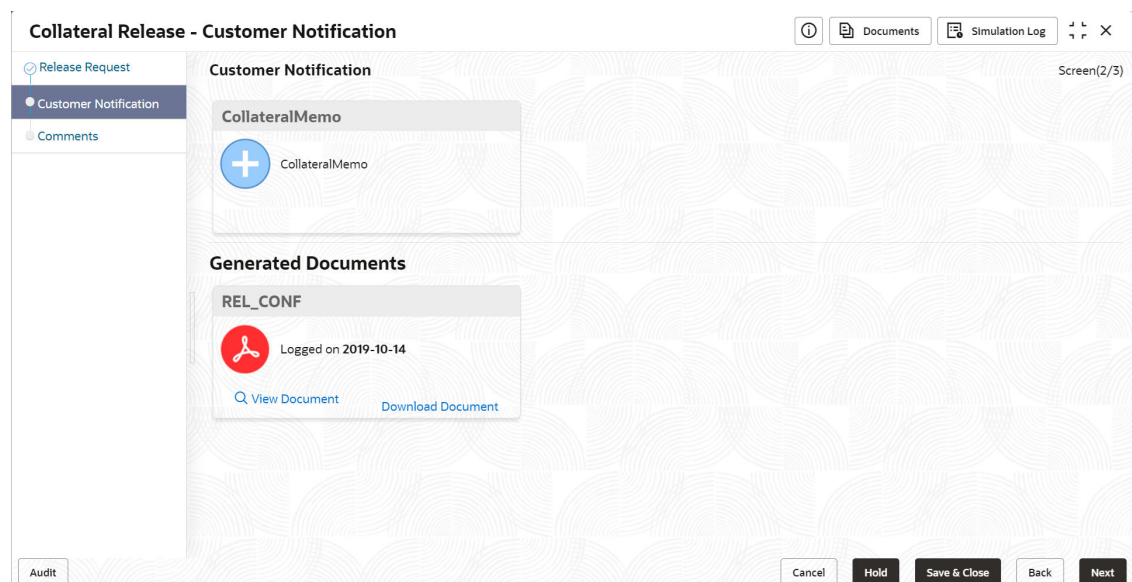 Collateral Release - Customer Notification
Documents
Simulation Log
Release Request
Customer Notification
Comments
Customer Notification
Screen(2/3)
CollateralMemo
CollateralMemo
Generated Documents
REL_CONF
Logged on 2019-10-14
View Document
Download Document
Audit
Cancel
Hold
Save & Close
Back
Next